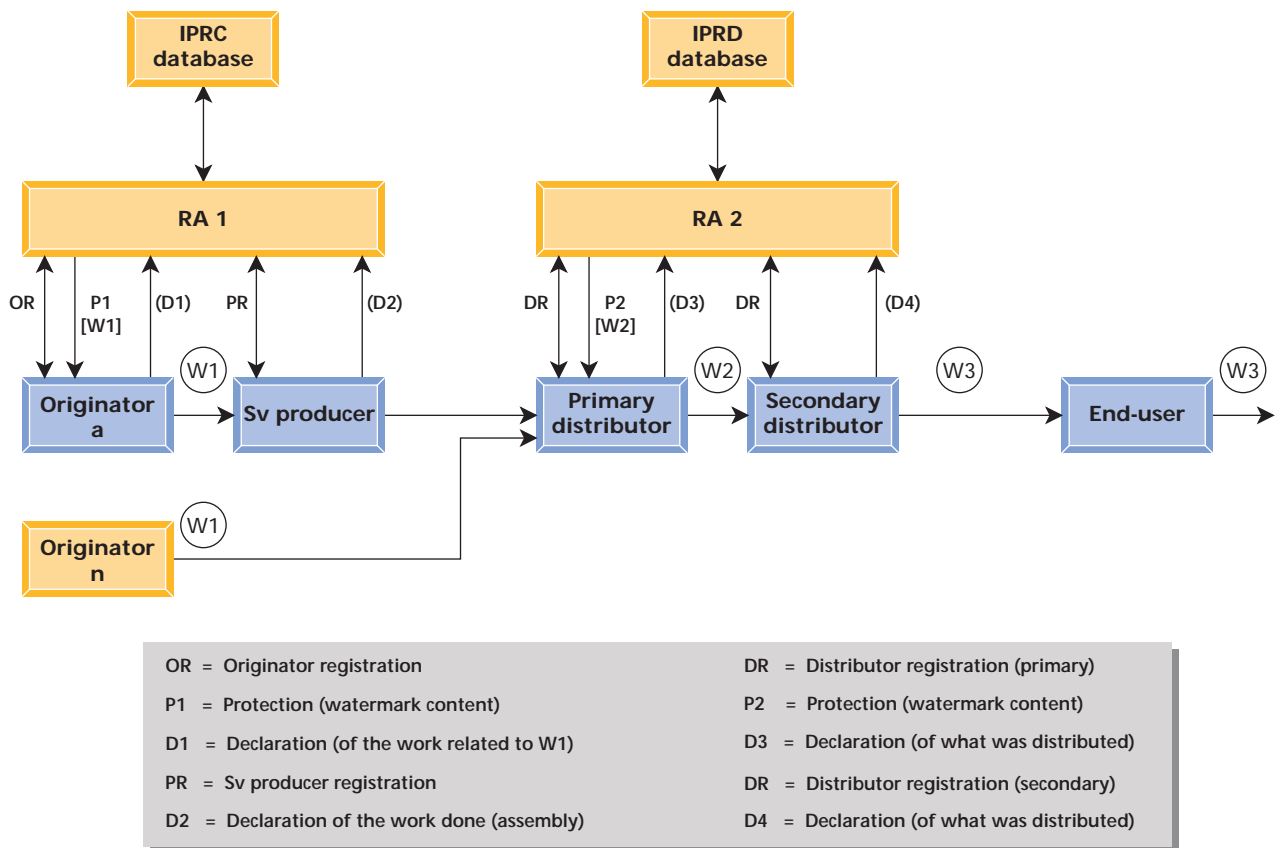 IPRC
database
IPRD
database
RA 1
RA 2
OR
P1
[W1]
(D1)
PR
(D2)
DR
P2
[W2]
(D3)
DR
(D4)
W1
W2
W3
W3
Originator
a
Sv producer
Primary
distributor
Secondary
distributor
End-user
W1
Originator
n
OR = Originator registration
P1 = Protection (watermark content)
D1 = Declaration (of the work related to W1)
PR = Sv producer registration
D2 = Declaration of the work done (assembly)
DR = Distributor registration (primary)
P2 = Protection (watermark content)
D3 = Declaration (of what was distributed)
DR = Distributor registration (secondary)
D4 = Declaration (of what was distributed)